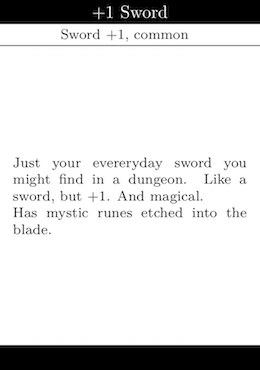 +1 Sword
Sword +1, common
Just your evereryday sword you
might find in a dungeon. Like a
sword, but +1. And magical.
Has mystic runes etched into the
blade.